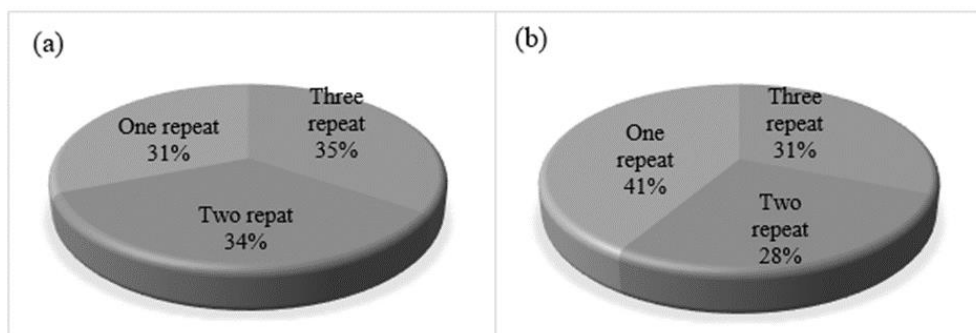 (a)
Three
repeat
35%
One repeat
31%
Two repat
34%
(b)
Three
repeat
31%
One
repeat
41%
Two
repeat
28%